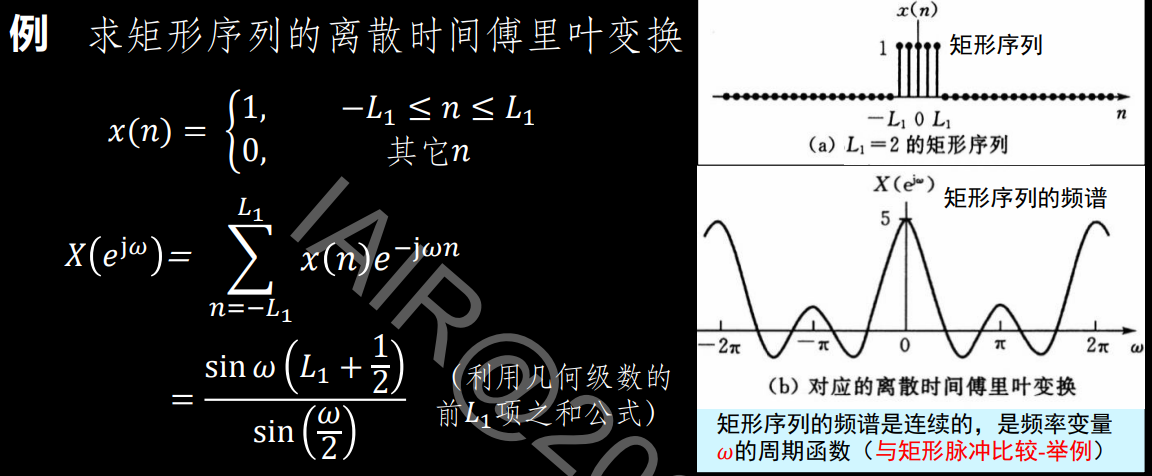 例 求矩形序列的离散时间傅里叶变换
x(n) = {1, −L₁ ≤ n ≤ L₁
0, 其它n
X(e^{jω})= ∑_{n=−L₁}^{L₁} x(n)e^{−jωn}
= sin ω(L₁ + 1/2) / sin(ω/2)
（利用几何级数的
前L₁项之和公式）
IAIR@20
x(n)
1 矩形序列
−L₁ 0 L₁ n
(a) L₁=2 的矩形序列
X(e^{jω})
矩形序列的频谱
5
−2π −π 0 π 2π ω
(b) 对应的离散时间傅里叶变换
矩形序列的频谱是连续的，是频率变量
ω的周期函数（与矩形脉冲比较-举例）